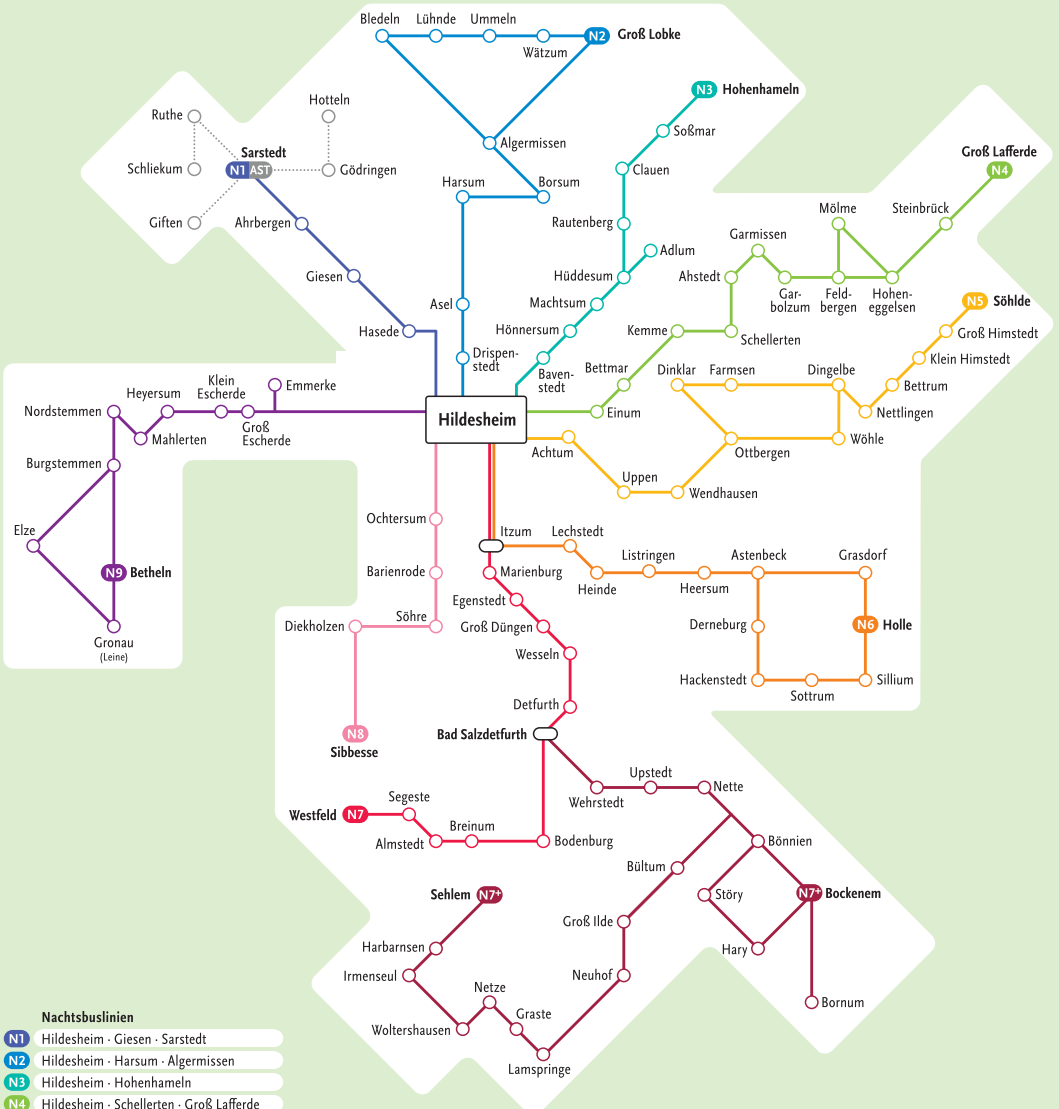 Bledeln
Lühnde
Ummeln
N2
Groß Lobke
Wätzum
N3
Hohenhameln
Hotteln
Ruthe
Soßmar
Algermissen
Sarstedt
Groß Lafferde
Schliekum
N1 AST
Gödringen
Clauen
N4
Harsum
Borsum
Mölme
Steinbrück
Giften
Ahrbergen
Rautenberg
Garmissen
Adlum
Giesen
Hüddesum
Ahstedt
Gar-
bolzum
Feld-
bergen
Hohen-
eggelsen
Asel
Machtsum
N5
Söhlde
Hasede
Hönnersum
Kemme
Schellerten
Groß Himstedt
Drispen-
stedt
Baven-
stedt
Bettmar
Klein Himstedt
Dinklar
Farmsen
Dingelbe
Bettrum
Klein
Escherde
Emmerke
Heyersum
Nordstemmen
Mahlerten
Groß
Escherde
Hildesheim
Einum
Nettlingen
Achtum
Ottbergen
Wöhle
Burgstemmen
Uppen
Wendhausen
Ochtersum
Elze
Itzum
Lechstedt
Listringen
Astenbeck
Grasdorf
N9
Betheln
Barienrode
Marienburg
Heinde
Heersum
Egenstedt
Söhre
Diekholzen
Groß Düngen
Derneburg
N6
Holle
Gronau
(Leine)
Wesseln
Hackenstedt
Sottrum
Sillium
Detfurth
N8
Sibbesse
Bad Salzdetfurth
Upstedt
Nette
Wehrstedt
Segeste
Westfeld
N7
Breinum
Almstedt
Bodenburg
Bönnien
Bültum
Sehlem
N7+
Störy
N7+
Bockenem
Groß Ilde
Harbarnsen
Hary
Irmenseul
Neuhof
Netze
Bornum
Graste
Woltershausen
Lamspringe
Nachtsbuslinien
N1 Hildesheim · Giesen · Sarstedt
N2 Hildesheim · Harsum · Algermissen
N3 Hildesheim · Hohenhameln
N4 Hildesheim · Schellerten · Groß Lafferde